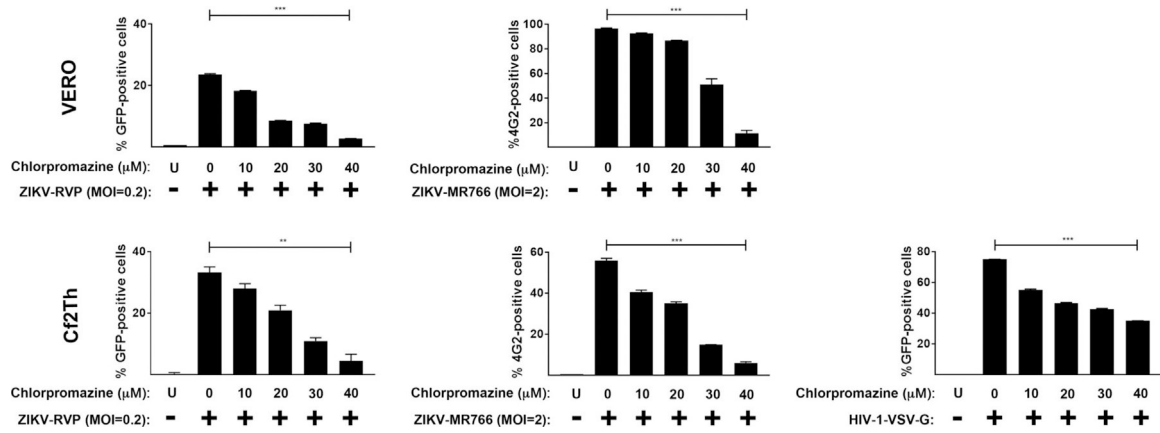 VERO
% GFP-positive cells
40
20
***
Chlorpromazine (μM): U 0 10 20 30 40
ZIKV-RVP (MOI=0.2) - + + + + +
%4G2-positive cells
100
80
60
40
20
***
Chlorpromazine (μM): U 0 10 20 30 40
ZIKV-MR766 (MOI=2): - + + + + +
Cf2Th
% GFP-positive cells
40
20
**
Chlorpromazine (μM): U 0 10 20 30 40
ZIKV-RVP (MOI=0.2) - + + + + +
% 4G2-positive cells
60
40
20
***
Chlorpromazine (μM): U 0 10 20 30 40
ZIKV-MR766 (MOI=2): - + + + + +
%GFP-positive cells
80
60
40
20
***
Chlorpromazine (μM): U 0 10 20 30 40
HIV-1-VSV-G: - + + + + +